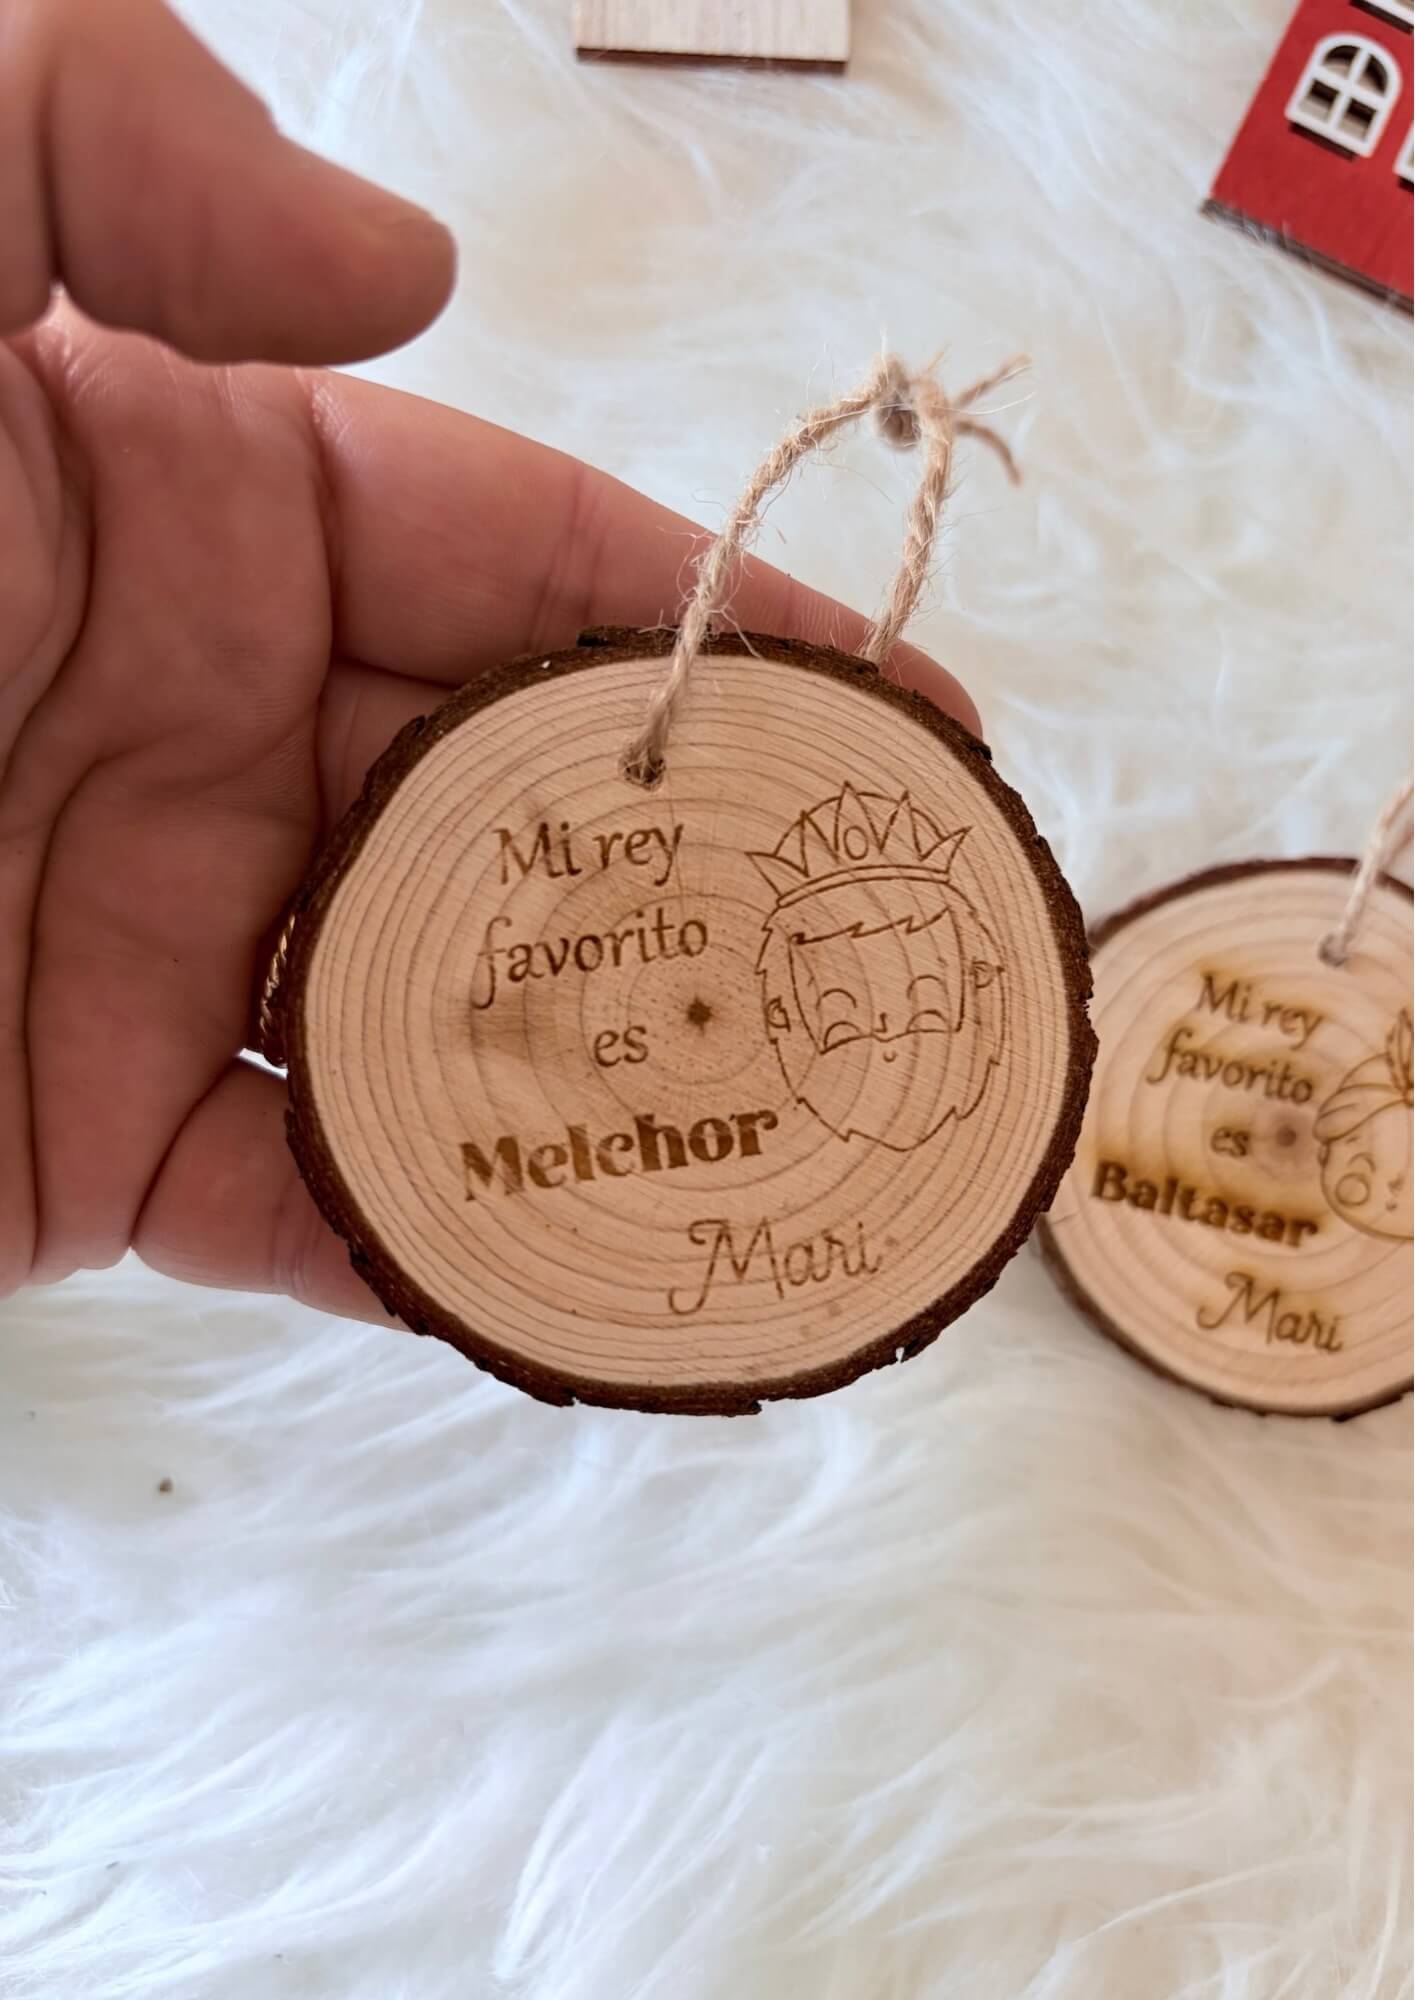 Mi rey
favorito
es
Melchor
Mari
Mi rey
favorito
es
Baltasar
Mari